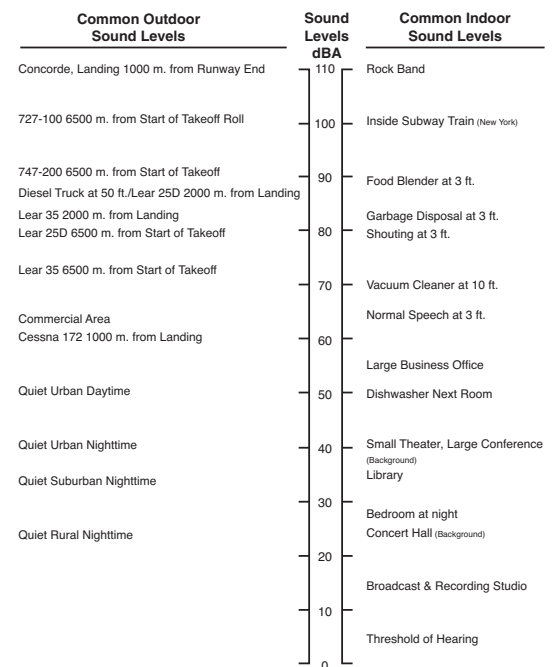 Common Outdoor
Sound Levels
Sound
Levels
dBA
Common Indoor
Sound Levels
Concorde, Landing 1000 m. from Runway End
110
Rock Band
727-100 6500 m. from Start of Takeoff Roll
100
Inside Subway Train (New York)
747-200 6500 m. from Start of Takeoff
90
Food Blender at 3 ft.
Diesel Truck at 50 ft./Lear 25D 2000 m. from Landing
Lear 35 2000 m. from Landing
Garbage Disposal at 3 ft.
Lear 25D 6500 m. from Start of Takeoff
80
Shouting at 3 ft.
Lear 35 6500 m. from Start of Takeoff
70
Vacuum Cleaner at 10 ft.
Commercial Area
Normal Speech at 3 ft.
Cessna 172 1000 m. from Landing
60
Large Business Office
Quiet Urban Daytime
50
Dishwasher Next Room
Quiet Urban Nighttime
40
Small Theater, Large Conference
(Background)
Library
Quiet Suburban Nighttime
30
Bedroom at night
Quiet Rural Nighttime
Concert Hall (Background)
20
Broadcast & Recording Studio
10
Threshold of Hearing
0